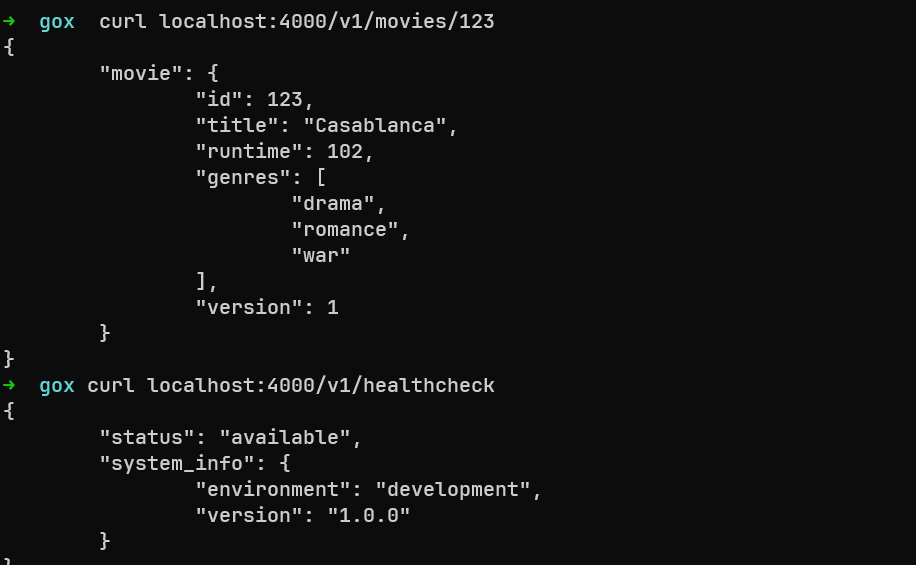 →  gox  curl localhost:4000/v1/movies/123
{
        "movie": {
                "id": 123,
                "title": "Casablanca",
                "runtime": 102,
                "genres": [
                        "drama",
                        "romance",
                        "war"
                ],
                "version": 1
        }
}
→  gox curl localhost:4000/v1/healthcheck
{
        "status": "available",
        "system_info": {
                "environment": "development",
                "version": "1.0.0"
        }
}